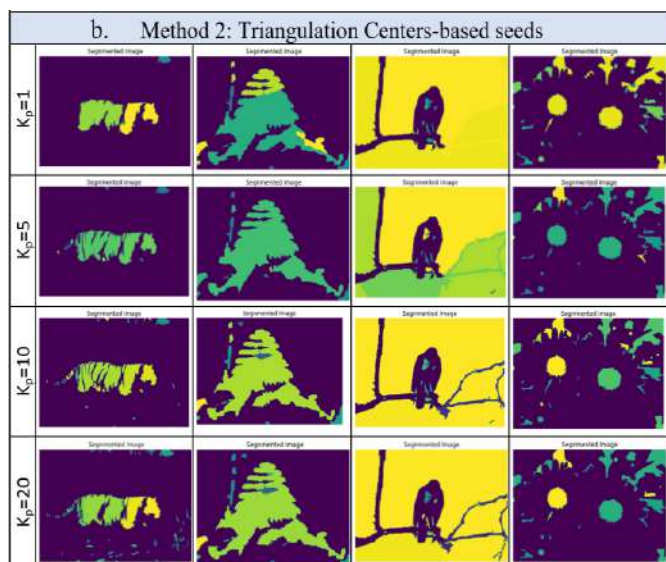 b. Method 2: Triangulation Centers-based seeds
Segmented Image Segmented Image Segmented Image Segmented Image
Kp=1
Segmented Image Segmented Image Segmented Image Segmented Image
Kp=5
Segmented Image Segmented Image Segmented Image Segmented Image
Kp=10
Segmented Image Segmented Image Segmented Image Segmented Image
Kp=20